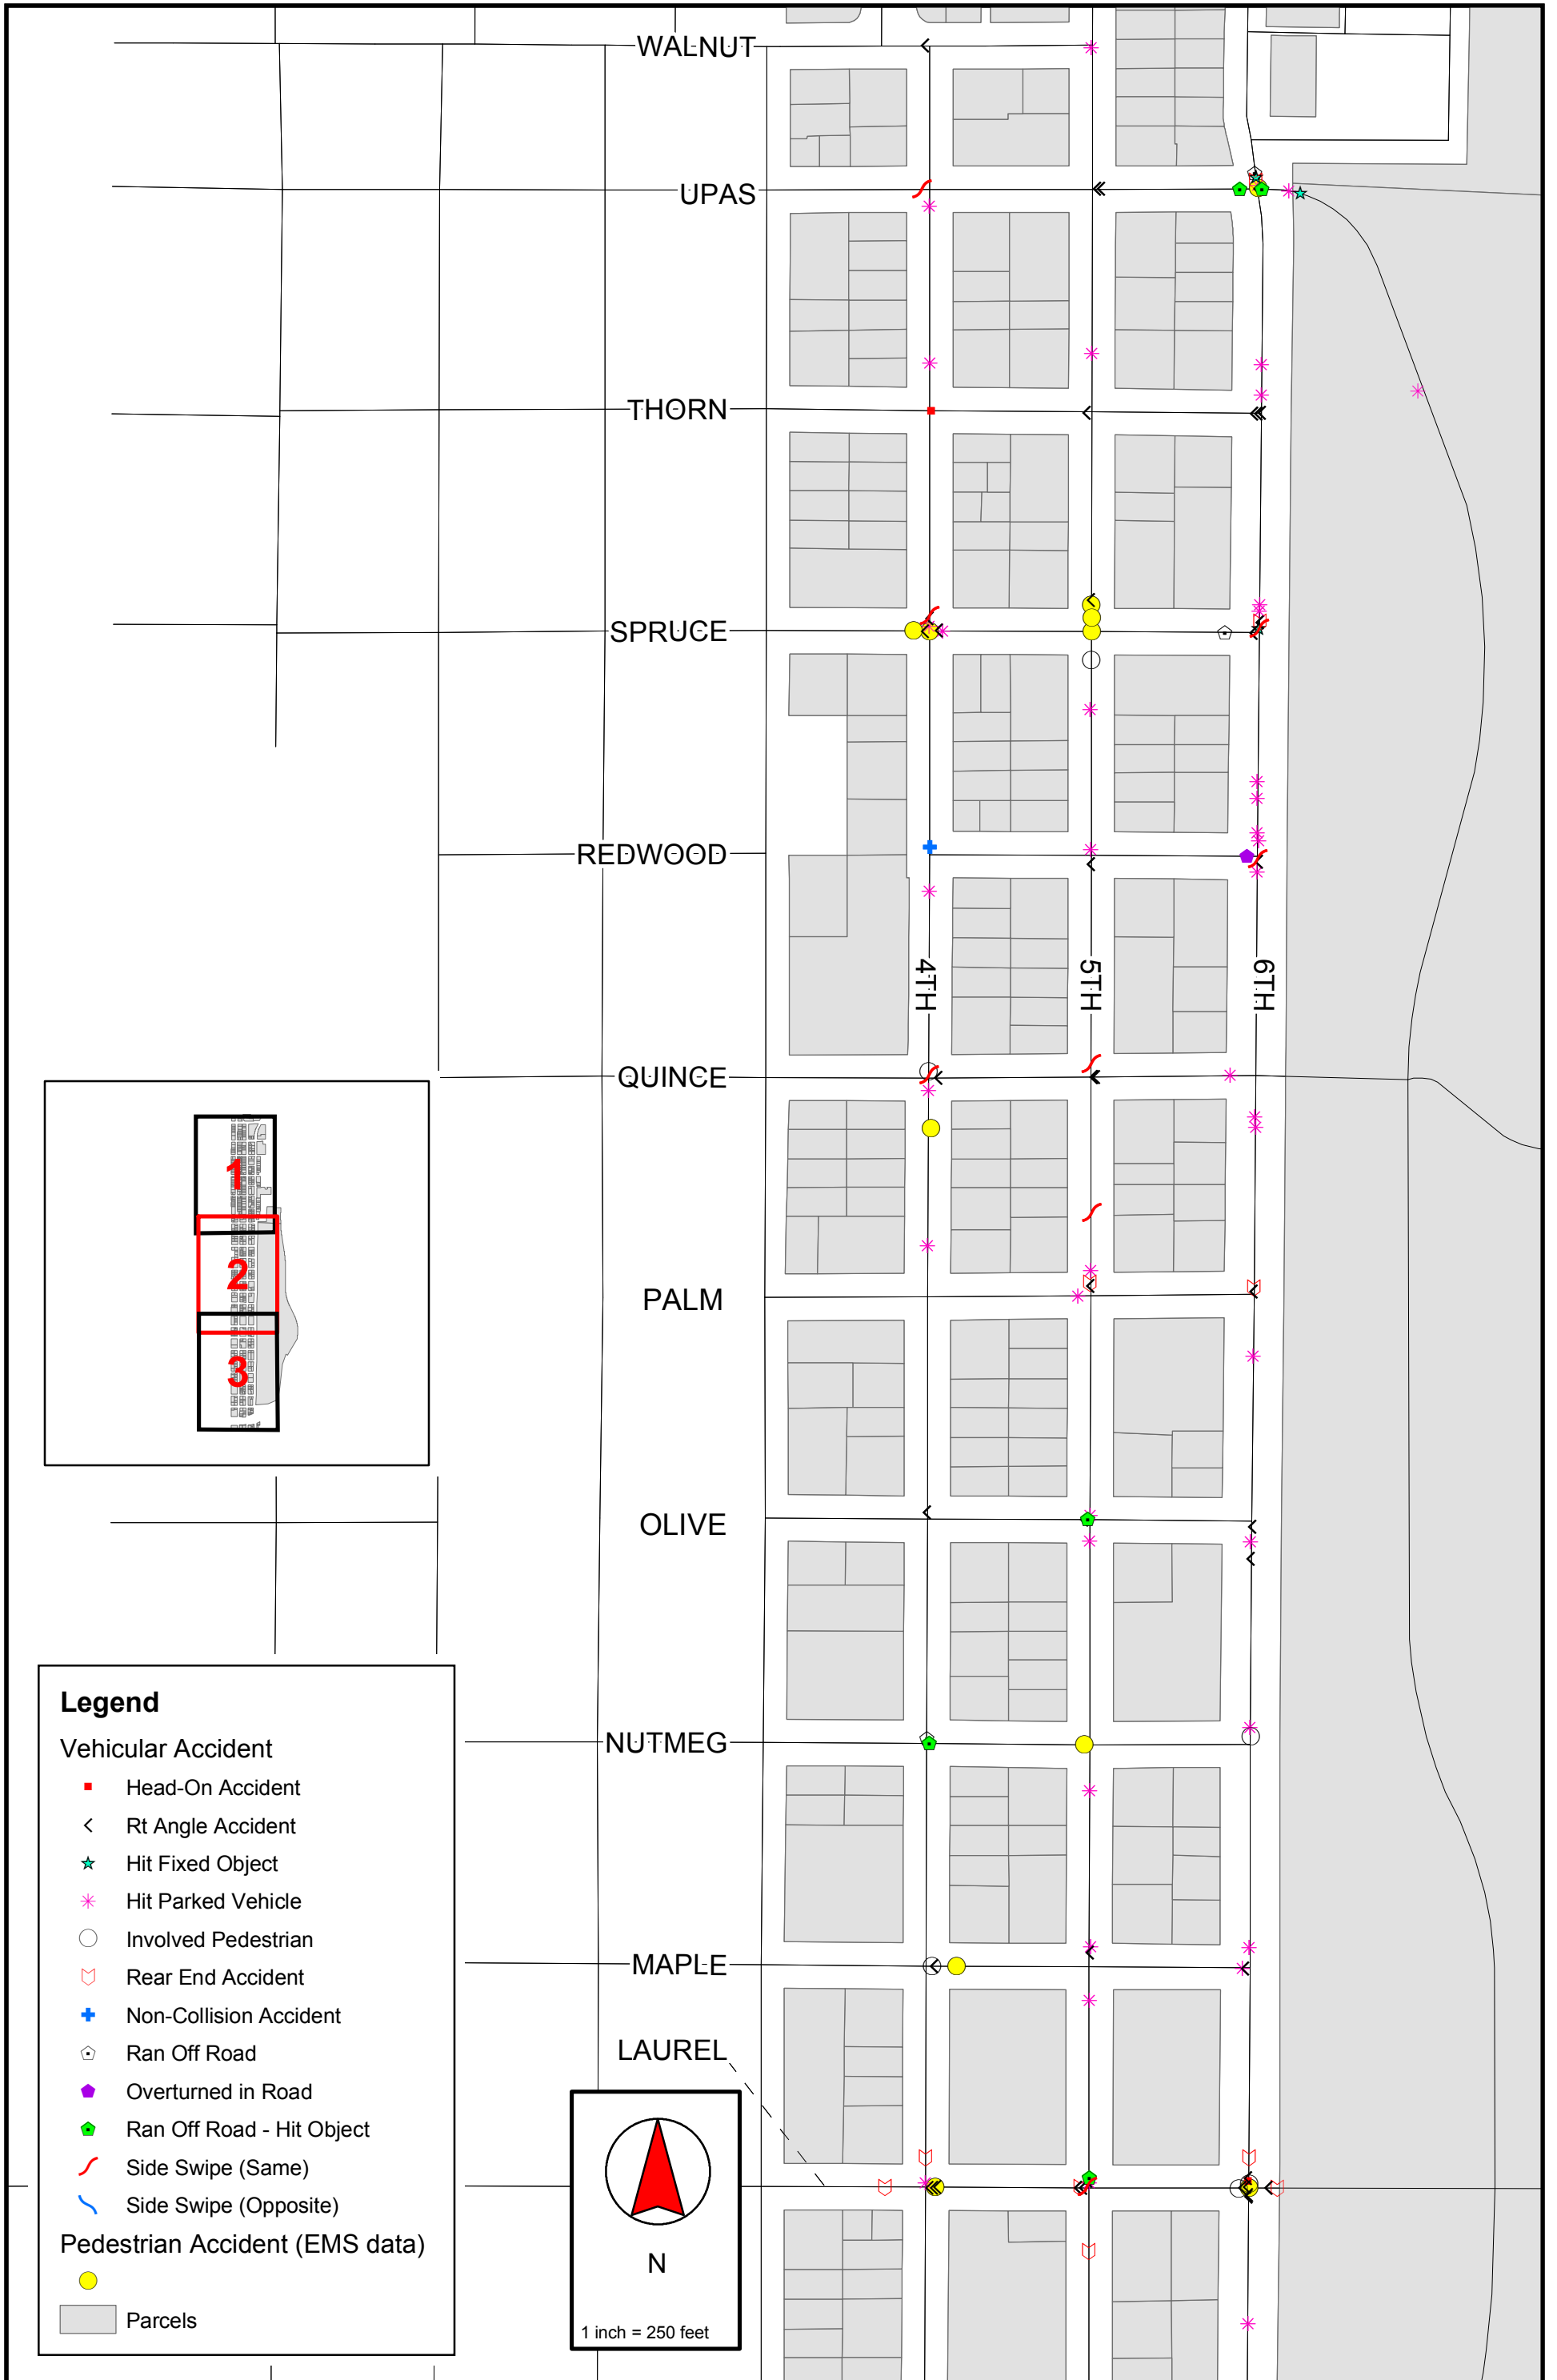 WALNUT
UPAS
THORN
SPRUCE
REDWOOD
4TH
5TH
6TH
QUINCE
1
2
3
PALM
OLIVE
NUTMEG
MAPLE
LAUREL
Legend
Vehicular Accident
Head-On Accident
Rt Angle Accident
Hit Fixed Object
Hit Parked Vehicle
Involved Pedestrian
Rear End Accident
Non-Collision Accident
Ran Off Road
Overturned in Road
Ran Off Road - Hit Object
Side Swipe (Same)
Side Swipe (Opposite)
Pedestrian Accident (EMS data)
Parcels
N
1 inch = 250 feet